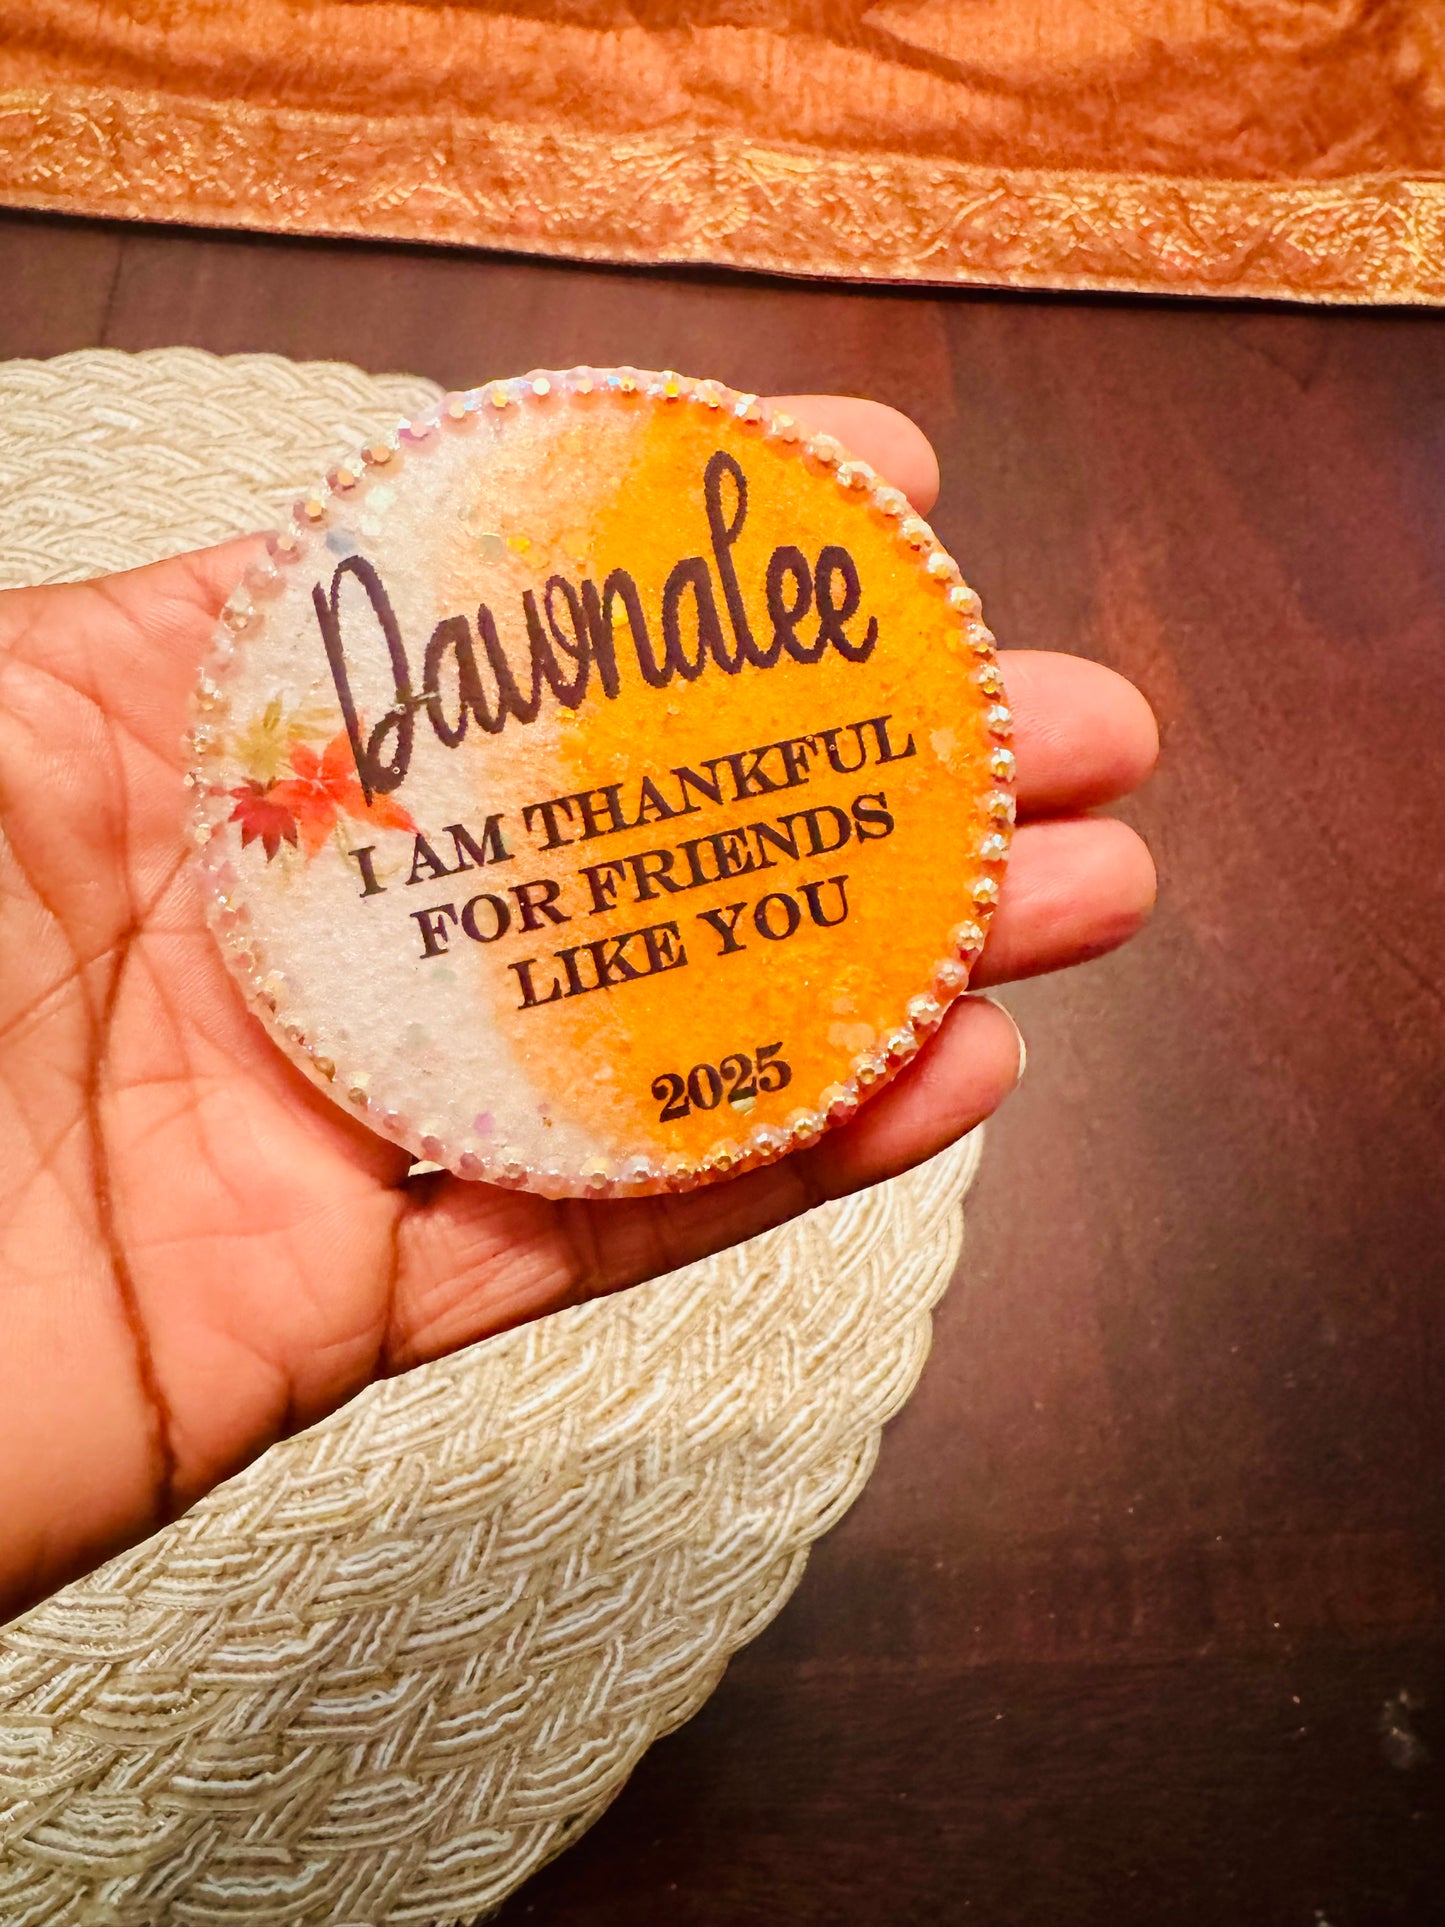 Dawnalee
I AM THANKFUL
FOR FRIENDS
LIKE YOU
2025